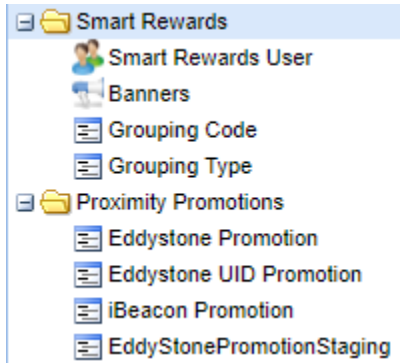 Smart Rewards
Smart Rewards User
Banners
Grouping Code
Grouping Type
Proximity Promotions
Eddystone Promotion
Eddystone UID Promotion
iBeacon Promotion
EddyStonePromotionStaging